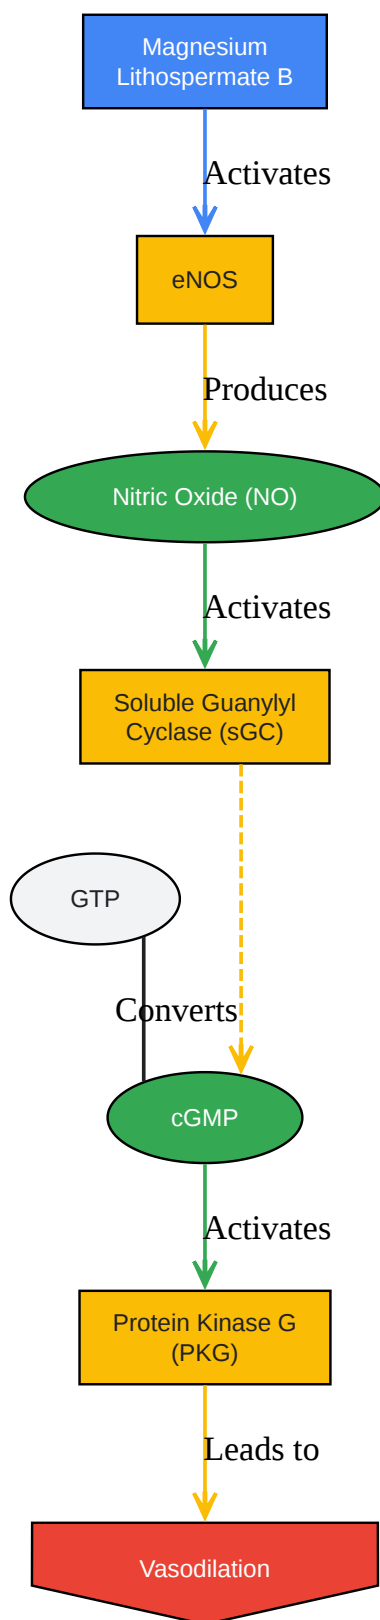 Magnesium
Lithospermate B
Activates
eNOS
Produces
Nitric Oxide (NO)
Activates
Soluble Guanylyl
Cyclase (sGC)
GTP
Converts
cGMP
Activates
Protein Kinase G
(PKG)
Leads to
Vasodilation